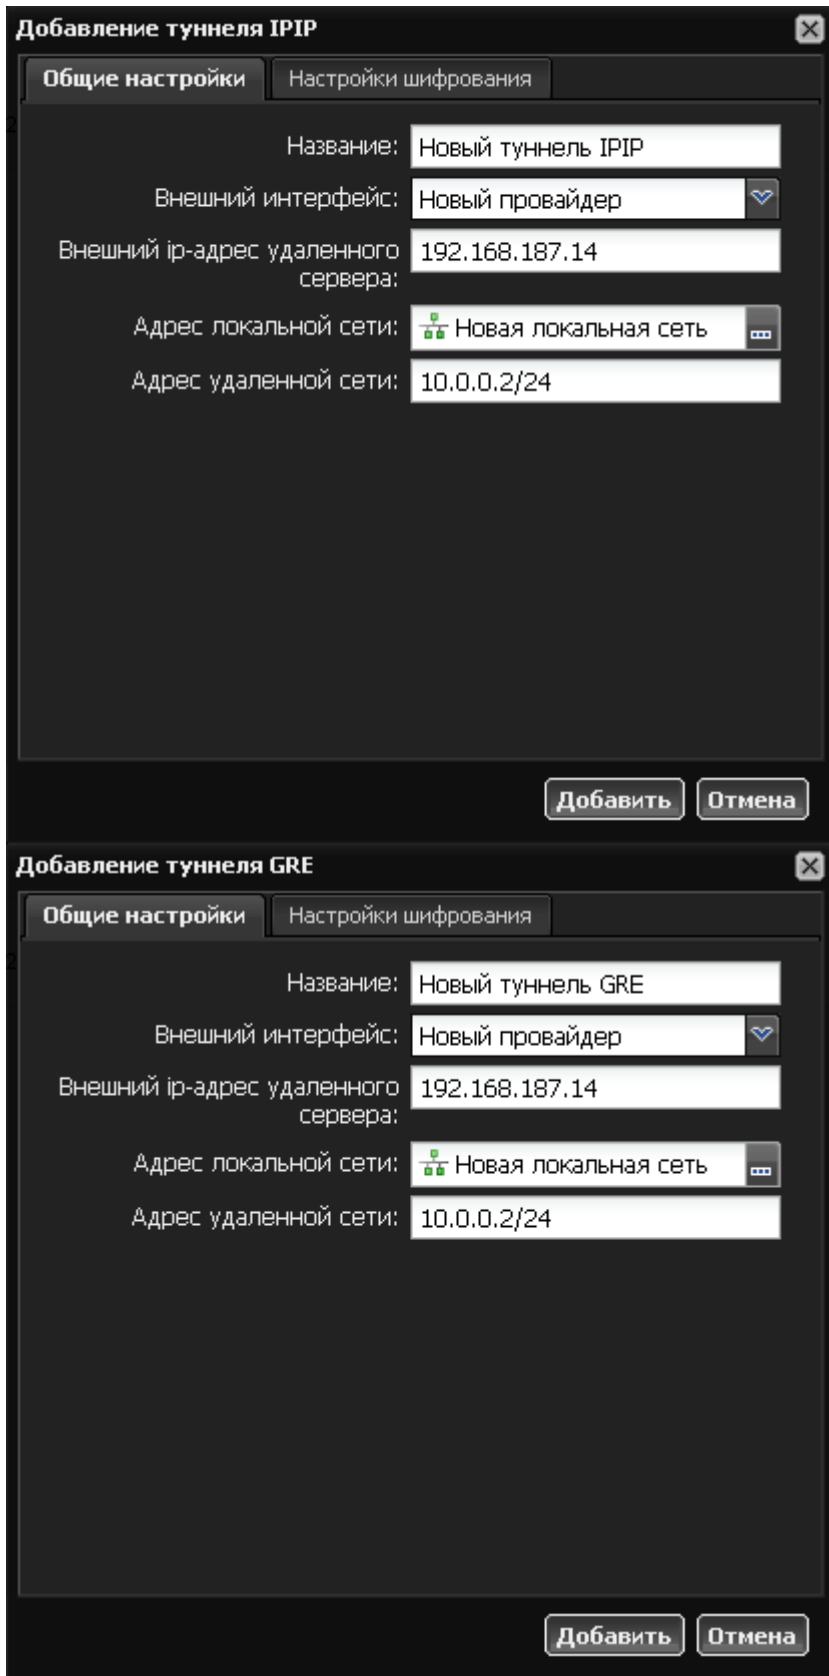 Добавление туннеля IPIP
Общие настройки
Настройки шифрования
Название:
Новый туннель IPIP
Внешний интерфейс:
Новый провайдер
Внешний ip-адрес удаленного
сервера:
192.168.187.14
Адрес локальной сети:
Новая локальная сеть
...
Адрес удаленной сети:
10.0.0.2/24
Добавить
Отмена
Добавление туннеля GRE
Общие настройки
Настройки шифрования
2
Название:
Новый туннель GRE
Внешний интерфейс:
Новый провайдер
Внешний ip-адрес удаленного
сервера:
192.168.187.14
Адрес локальной сети:
Новая локальная сеть
...
Адрес удаленной сети:
10.0.0.2/24
Добавить
Отмена